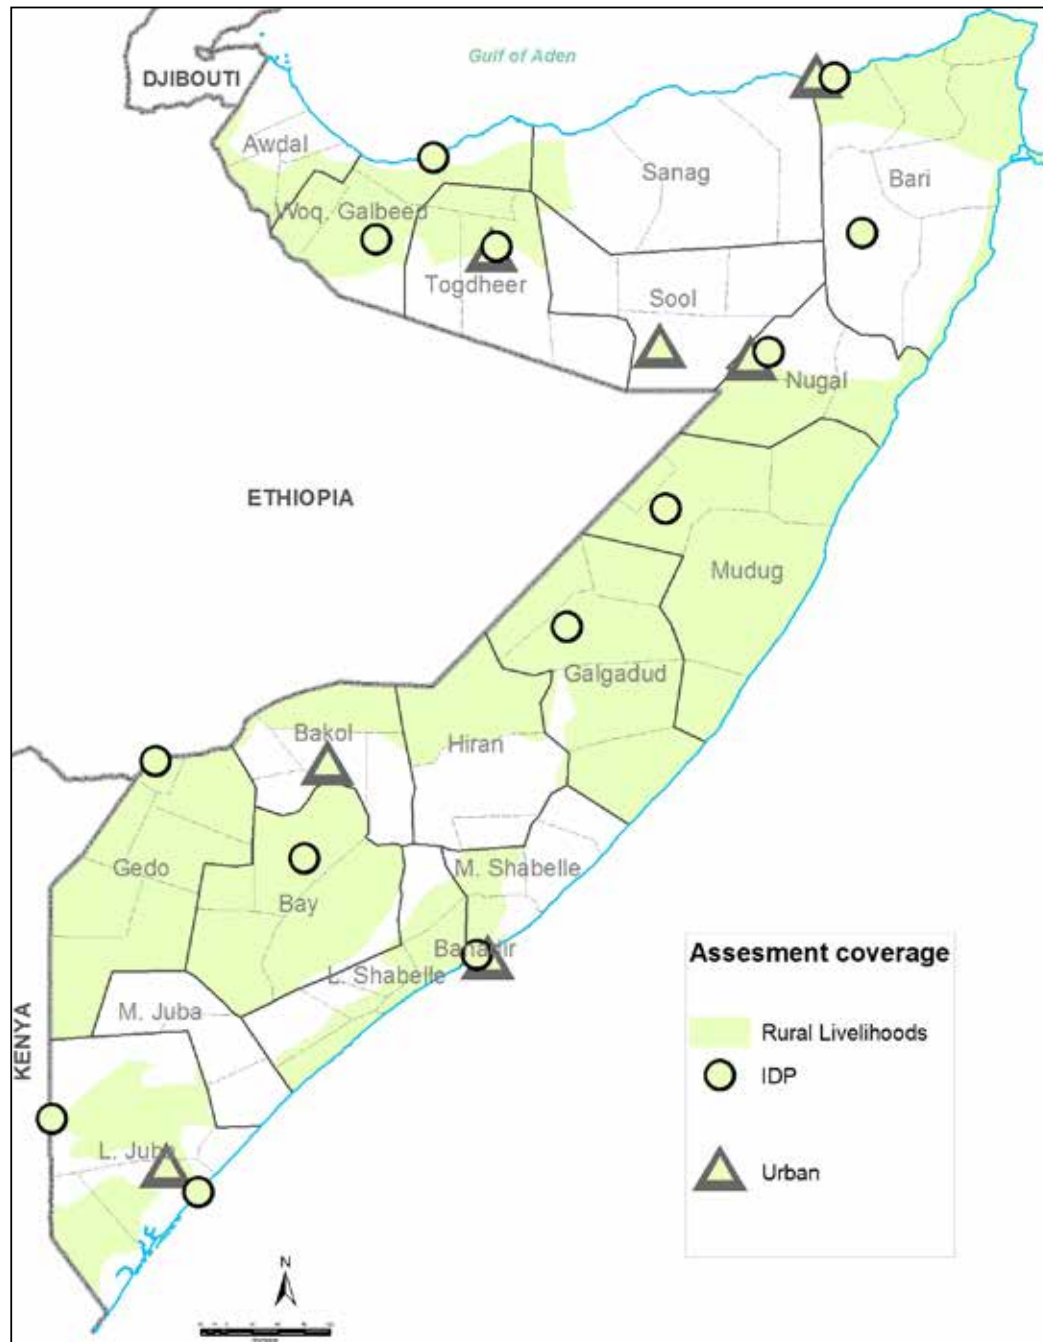 Gulf of Aden
DJIBOUTI
Awdal
Sanag
Bari
Woq. Galbeed
Togdheer
Sool
Nugal
ETHIOPIA
Mudug
Galgadud
Bakol
Hiran
Gedo
M. Shabelle
Bay
Banadir
L. Shabelle
M. Juba
KENYA
L. Juba
Assesment coverage
Rural Livelihoods
IDP
Urban
N